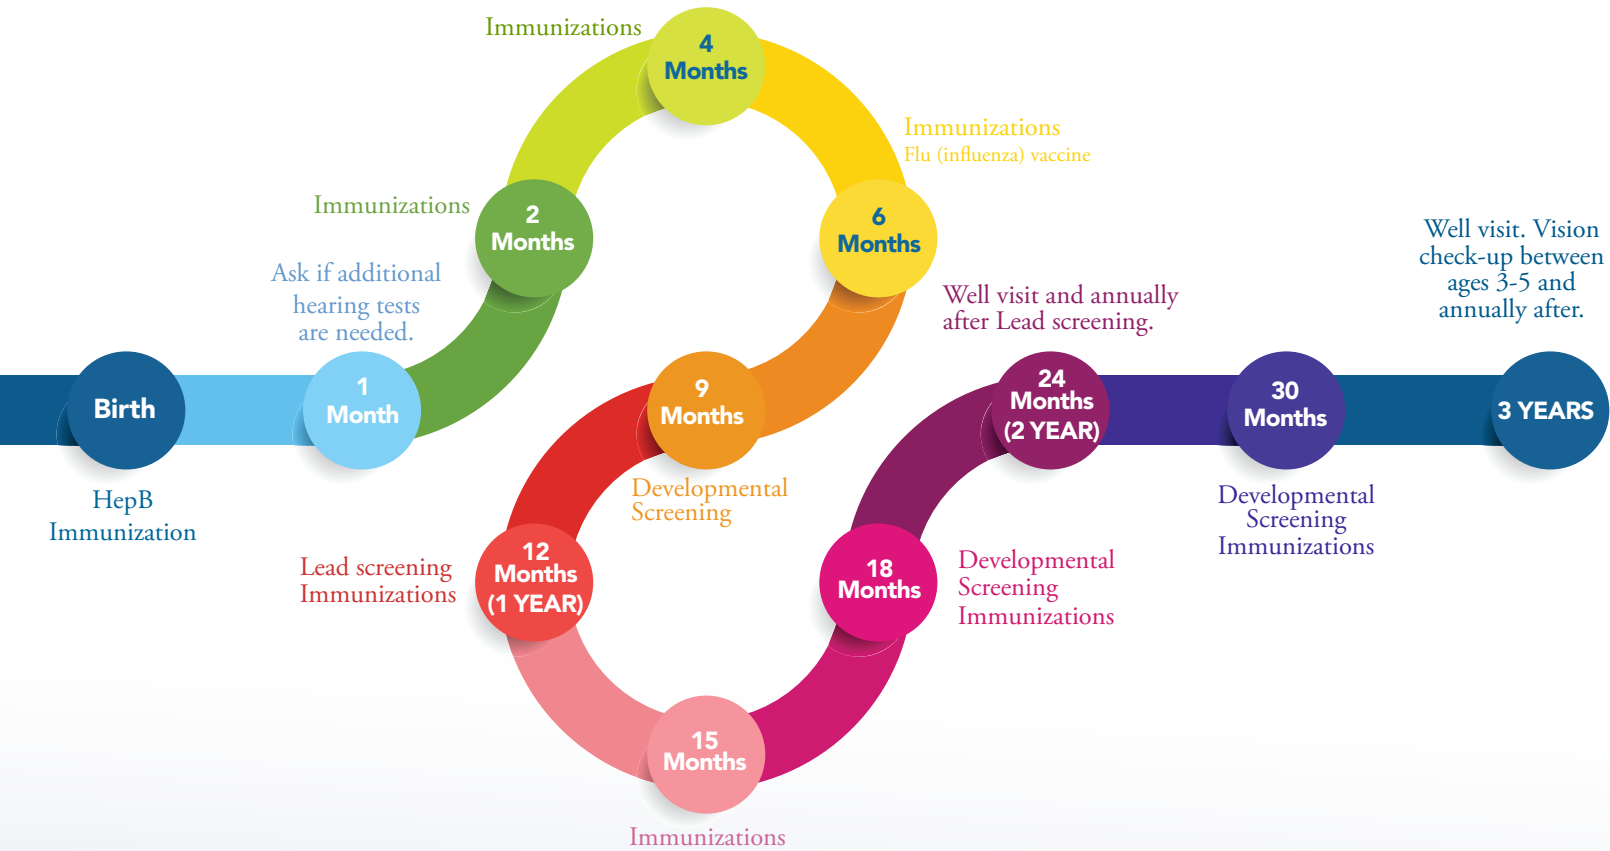 Birth
HepB
Immunization
1
Month
Ask if additional
hearing tests
are needed.
2
Months
Immunizations
4
Months
Immunizations
6
Months
Immunizations
Flu (influenza) vaccine
9
Months
Developmental
Screening
12
Months
(1 YEAR)
Lead screening
Immunizations
15
Months
Immunizations
18
Months
Developmental
Screening
Immunizations
24
Months
(2 YEAR)
Well visit and annually
after Lead screening.
30
Months
Developmental
Screening
Immunizations
3 YEARS
Well visit. Vision
check-up between
ages 3-5 and
annually after.